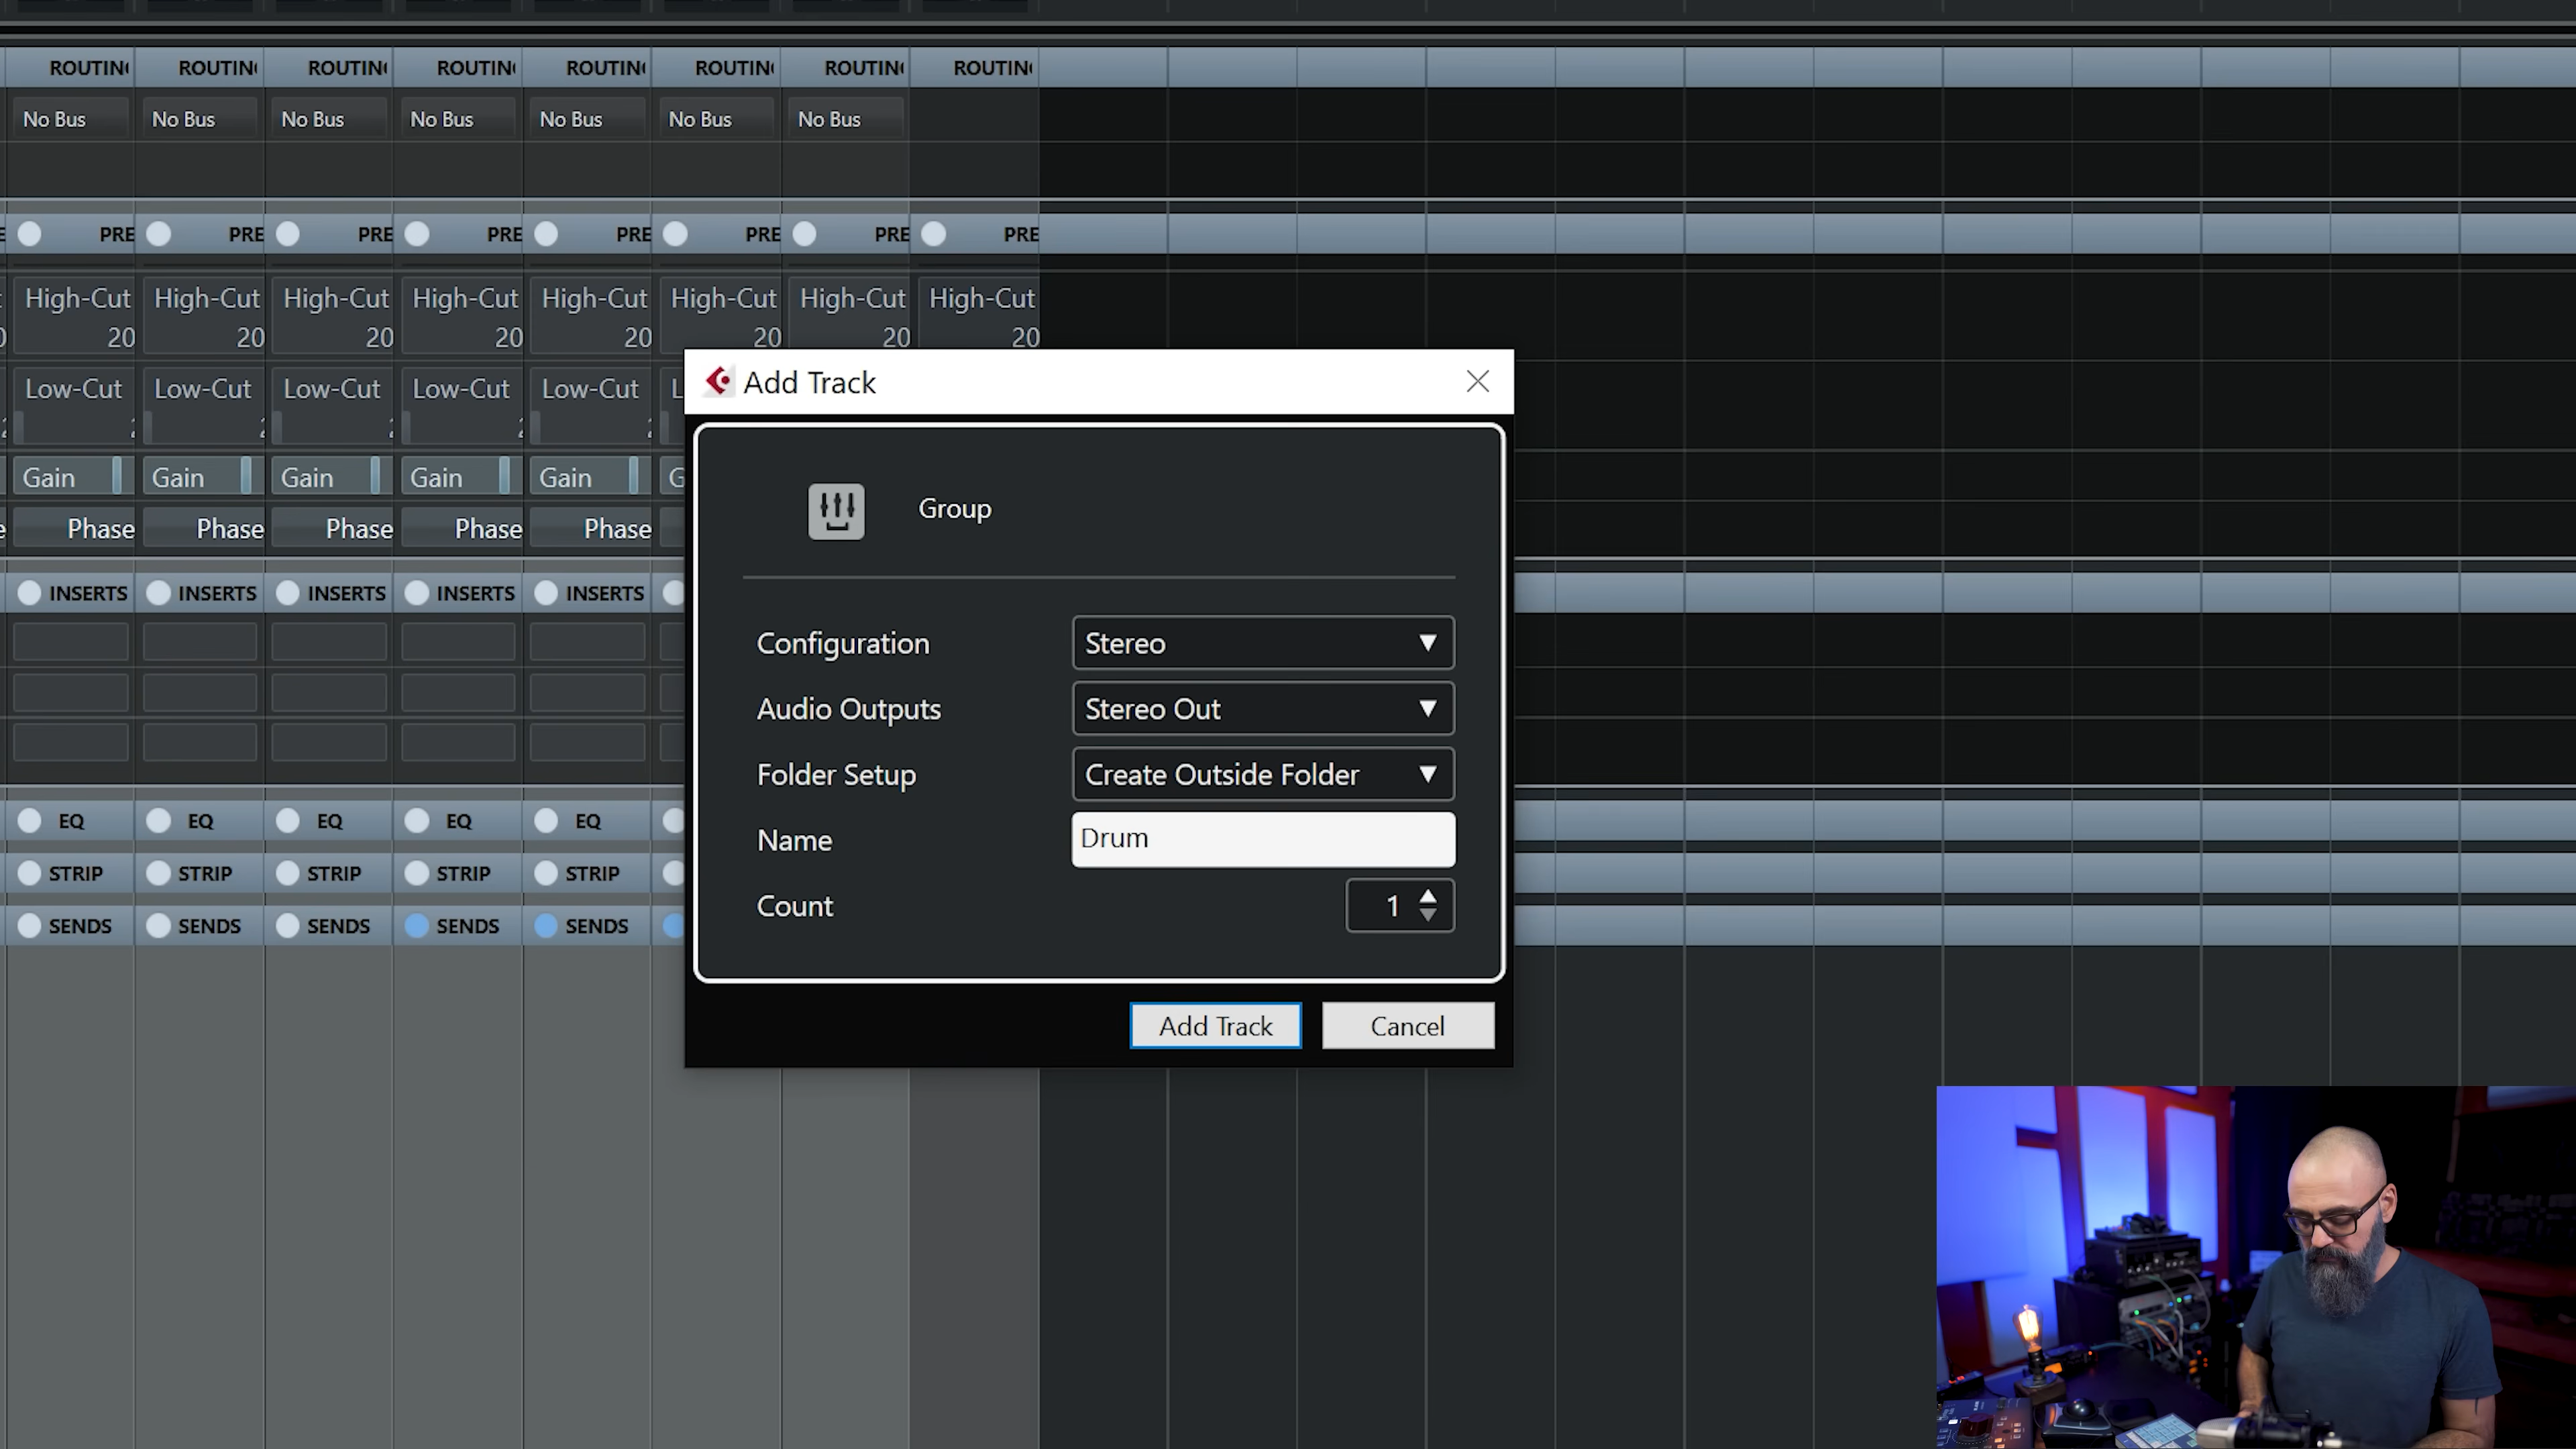 ROUTIN ROUTIN ROUTIN ROUTIN ROUTIN ROUTIN ROUTIN ROUTIN
No Bus No Bus No Bus No Bus No Bus No Bus No Bus
PRE PRE PRE PRE PRE PRE PRE PRE
High-Cut High-Cut High-Cut High-Cut High-Cut High-Cut High-Cut High-Cut
20 20 20 20 20 20 20 20
Add Track
Low-Cut Low-Cut Low-Cut Low-Cut Low-Cut L
Gain Gain Gain Gain Gain G
Group
Phase Phase Phase Phase Phase
INSERTS INSERTS INSERTS INSERTS INSERTS
Configuration Stereo
Audio Outputs Stereo Out
Folder Setup Create Outside Folder
EQ EQ EQ EQ EQ
Name Drum
STRIP STRIP STRIP STRIP STRIP
Count 1
SENDS SENDS SENDS SENDS SENDS
Add Track Cancel